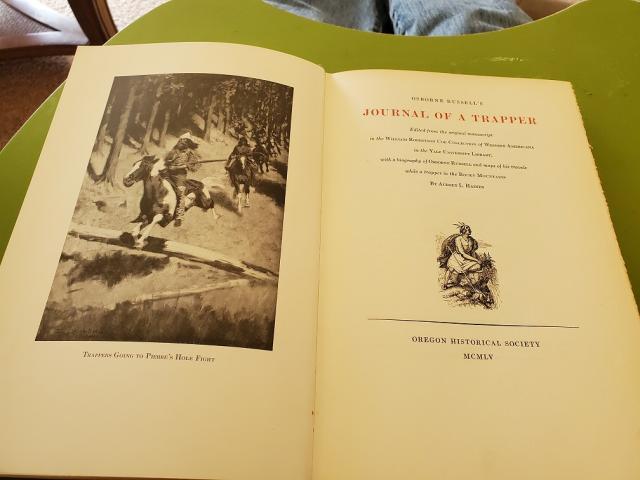 TRAPPERS GOING TO PIERRE'S HOLE FIGHT
OSBORNE RUSSELL'S
JOURNAL OF A TRAPPER
Edited from the original manuscript
in the WILLIAM ROBERTSON COE COLLECTION of WESTERN AMERICANA
in the YALE UNIVERSITY LIBRARY,
with a biography of OSBORNE RUSSELL and maps of his travels
while a trapper in the ROCKY MOUNTAINS
BY AUBREY L. HAINES
OREGON HISTORICAL SOCIETY
MCMLV